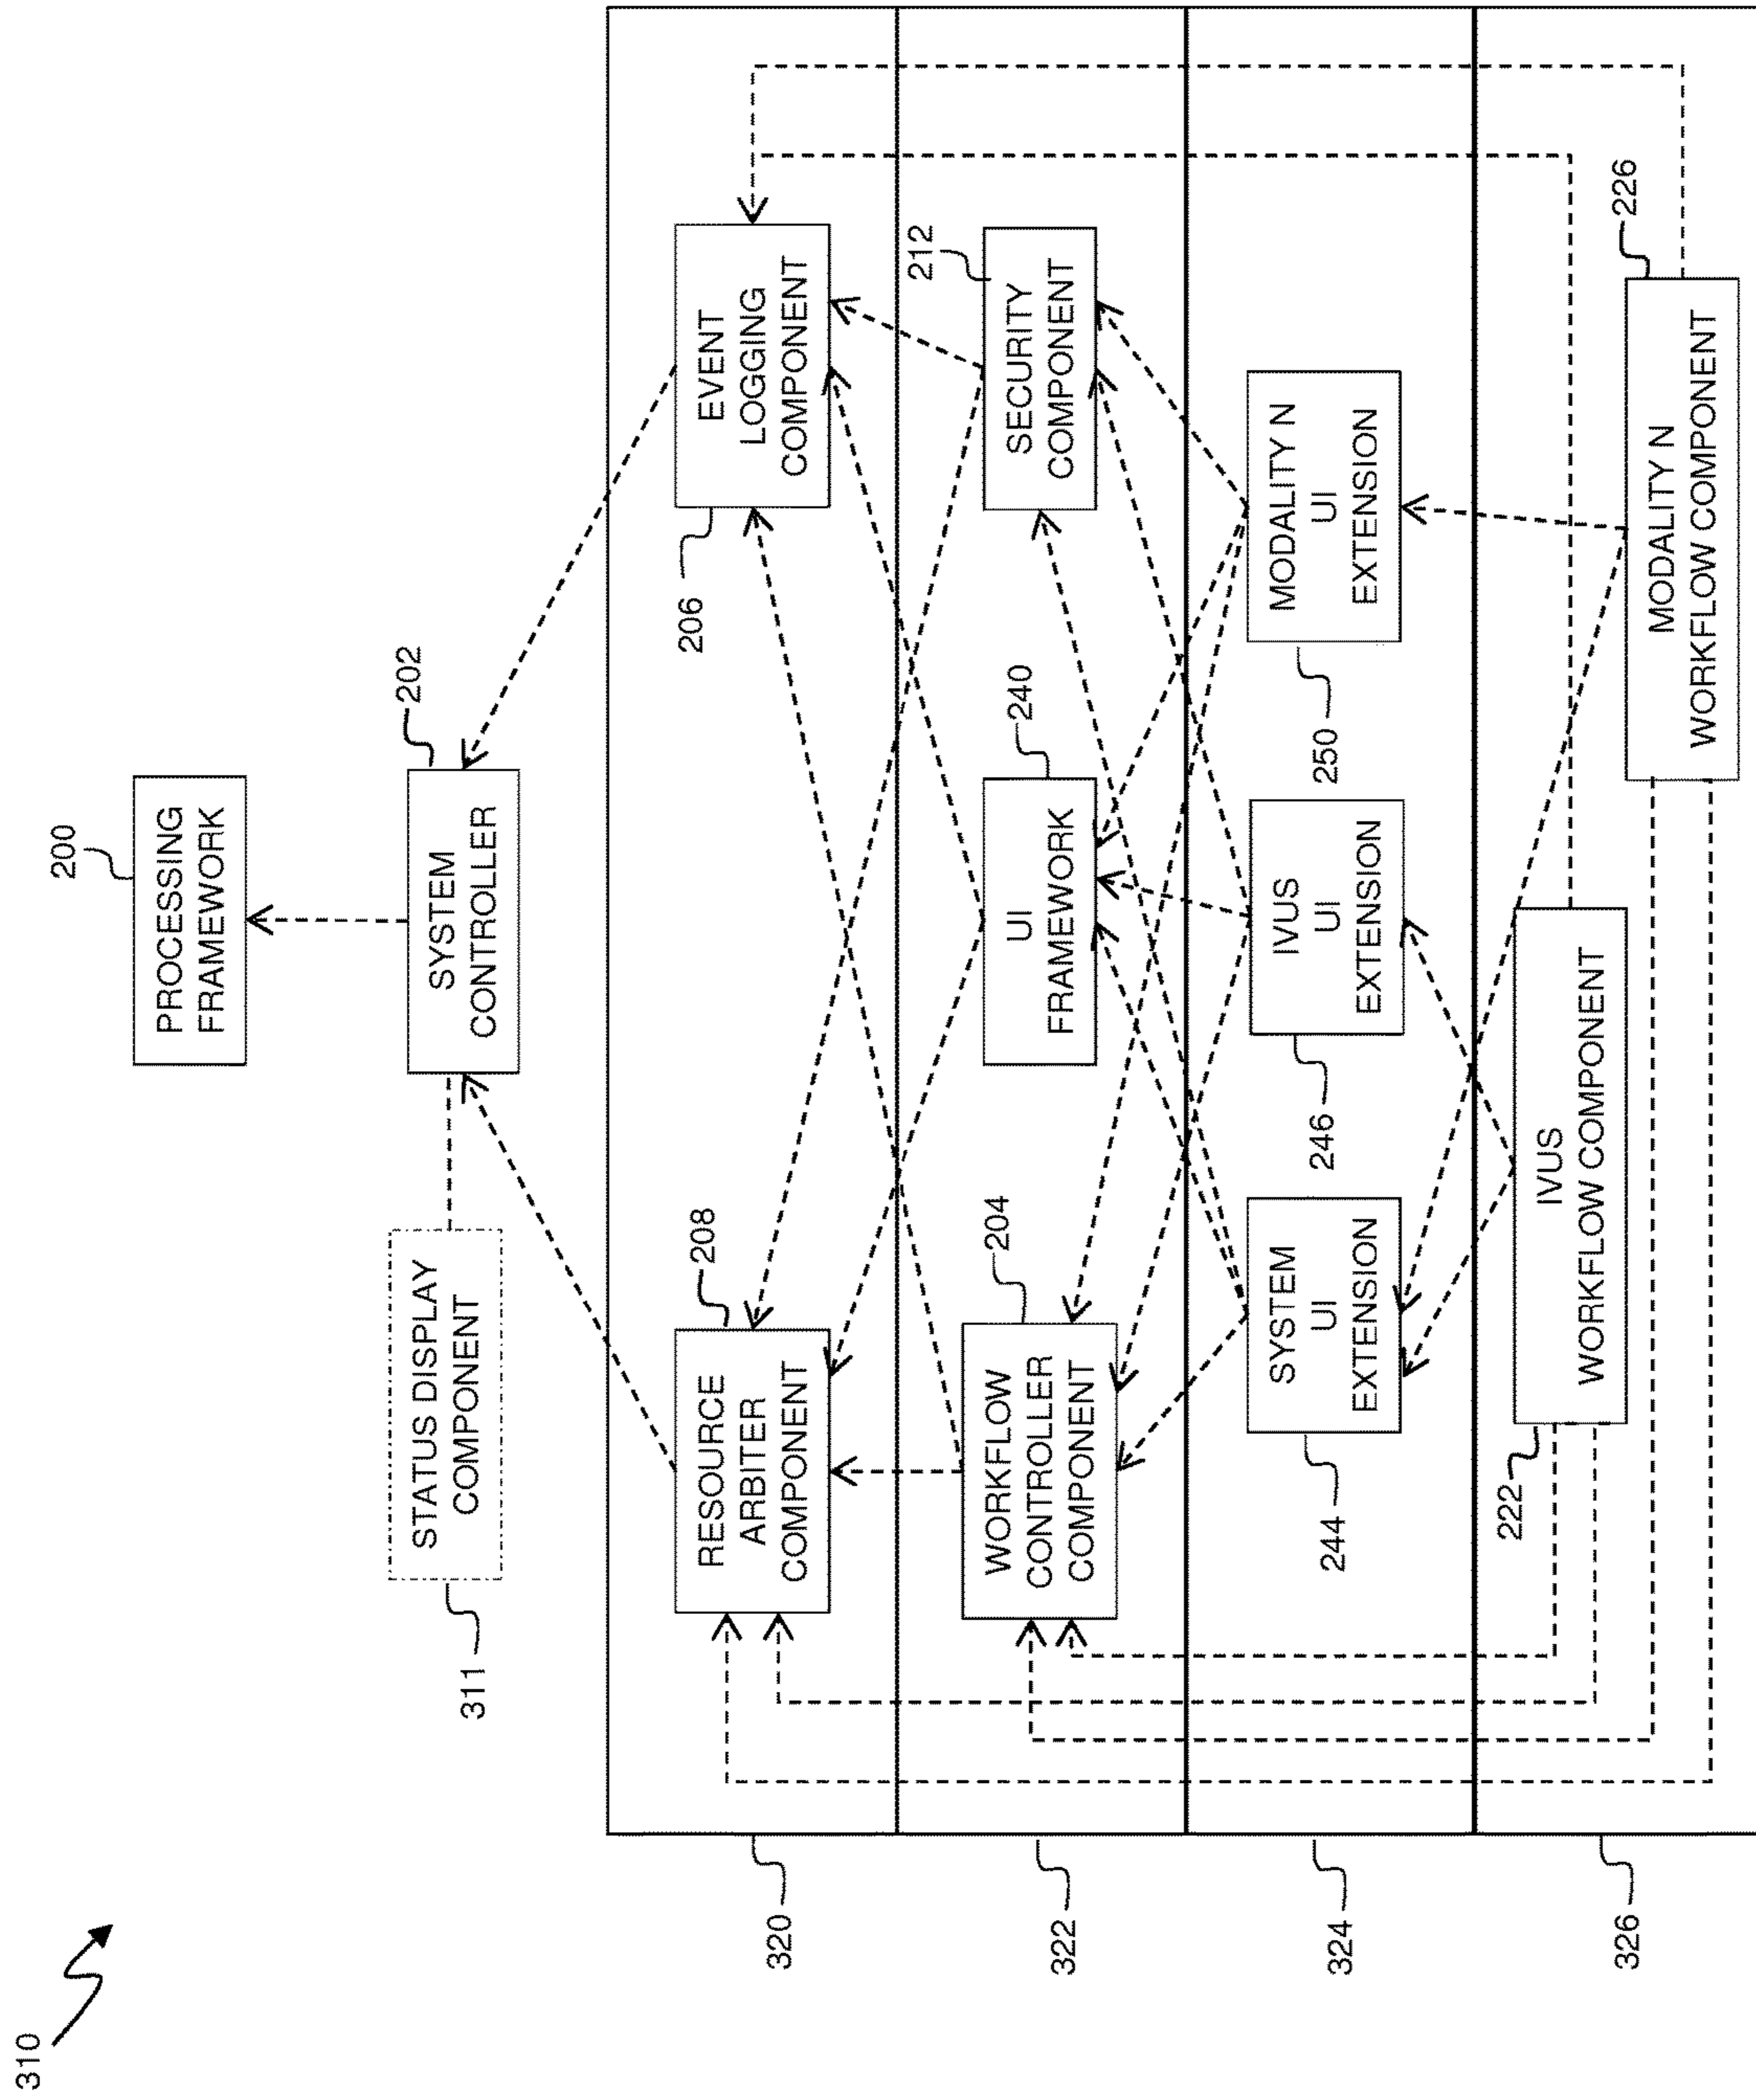 310
200
PROCESSING
FRAMEWORK
311
STATUS DISPLAY
COMPONENT
202
SYSTEM
CONTROLLER
320
208
RESOURCE
ARBITER
COMPONENT
206
EVENT
LOGGING
COMPONENT
322
204
WORKFLOW
CONTROLLER
COMPONENT
240
UI
FRAMEWORK
212
SECURITY
COMPONENT
324
244
SYSTEM
UI
EXTENSION
246
IVUS
UI
EXTENSION
250
MODALITY N
UI
EXTENSION
326
222
IVUS
WORKFLOW COMPONENT
226
MODALITY N
WORKFLOW COMPONENT